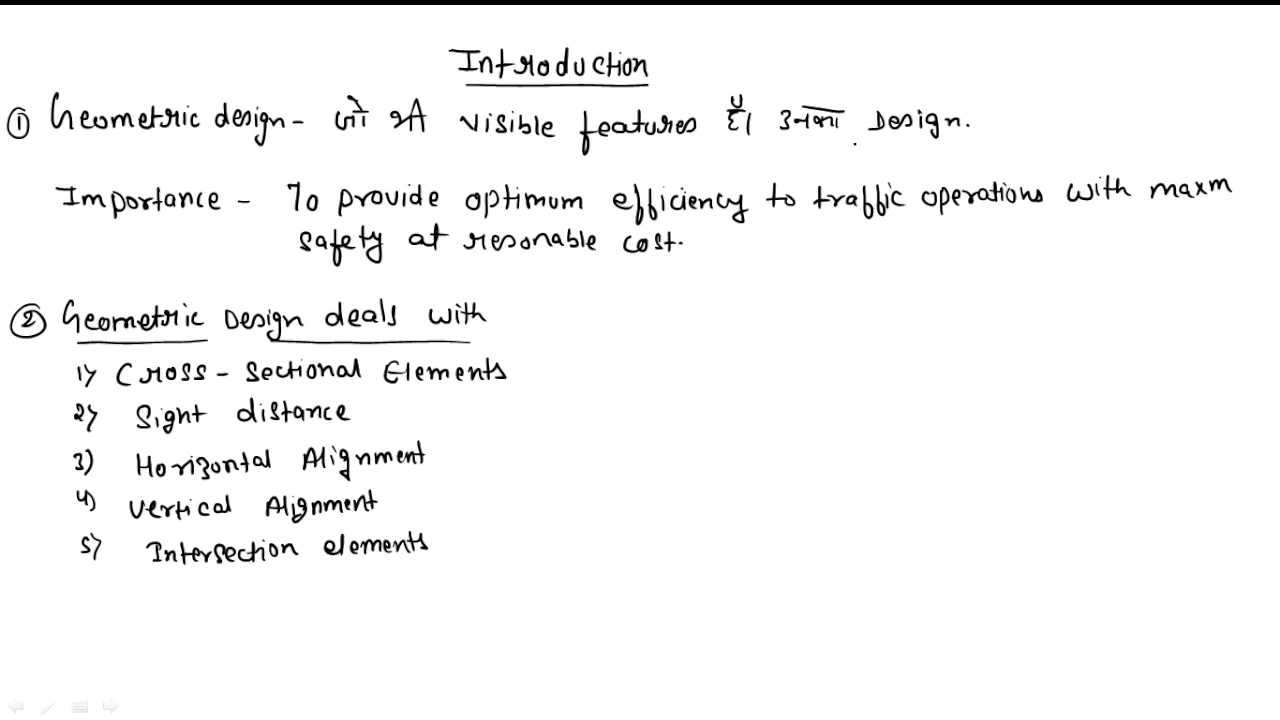 Introduction
① Geometric design - जो भी visible features हैं। उनका Design.
Importance - To provide optimum efficiency to traffic operations with maxm
safety at resonable cost.
② Geometric Design deals with
1) Cross - Sectional Elements
2) Sight distance
3) Horizontal Alignment
4) Vertical Alignment
5) Intersection elements